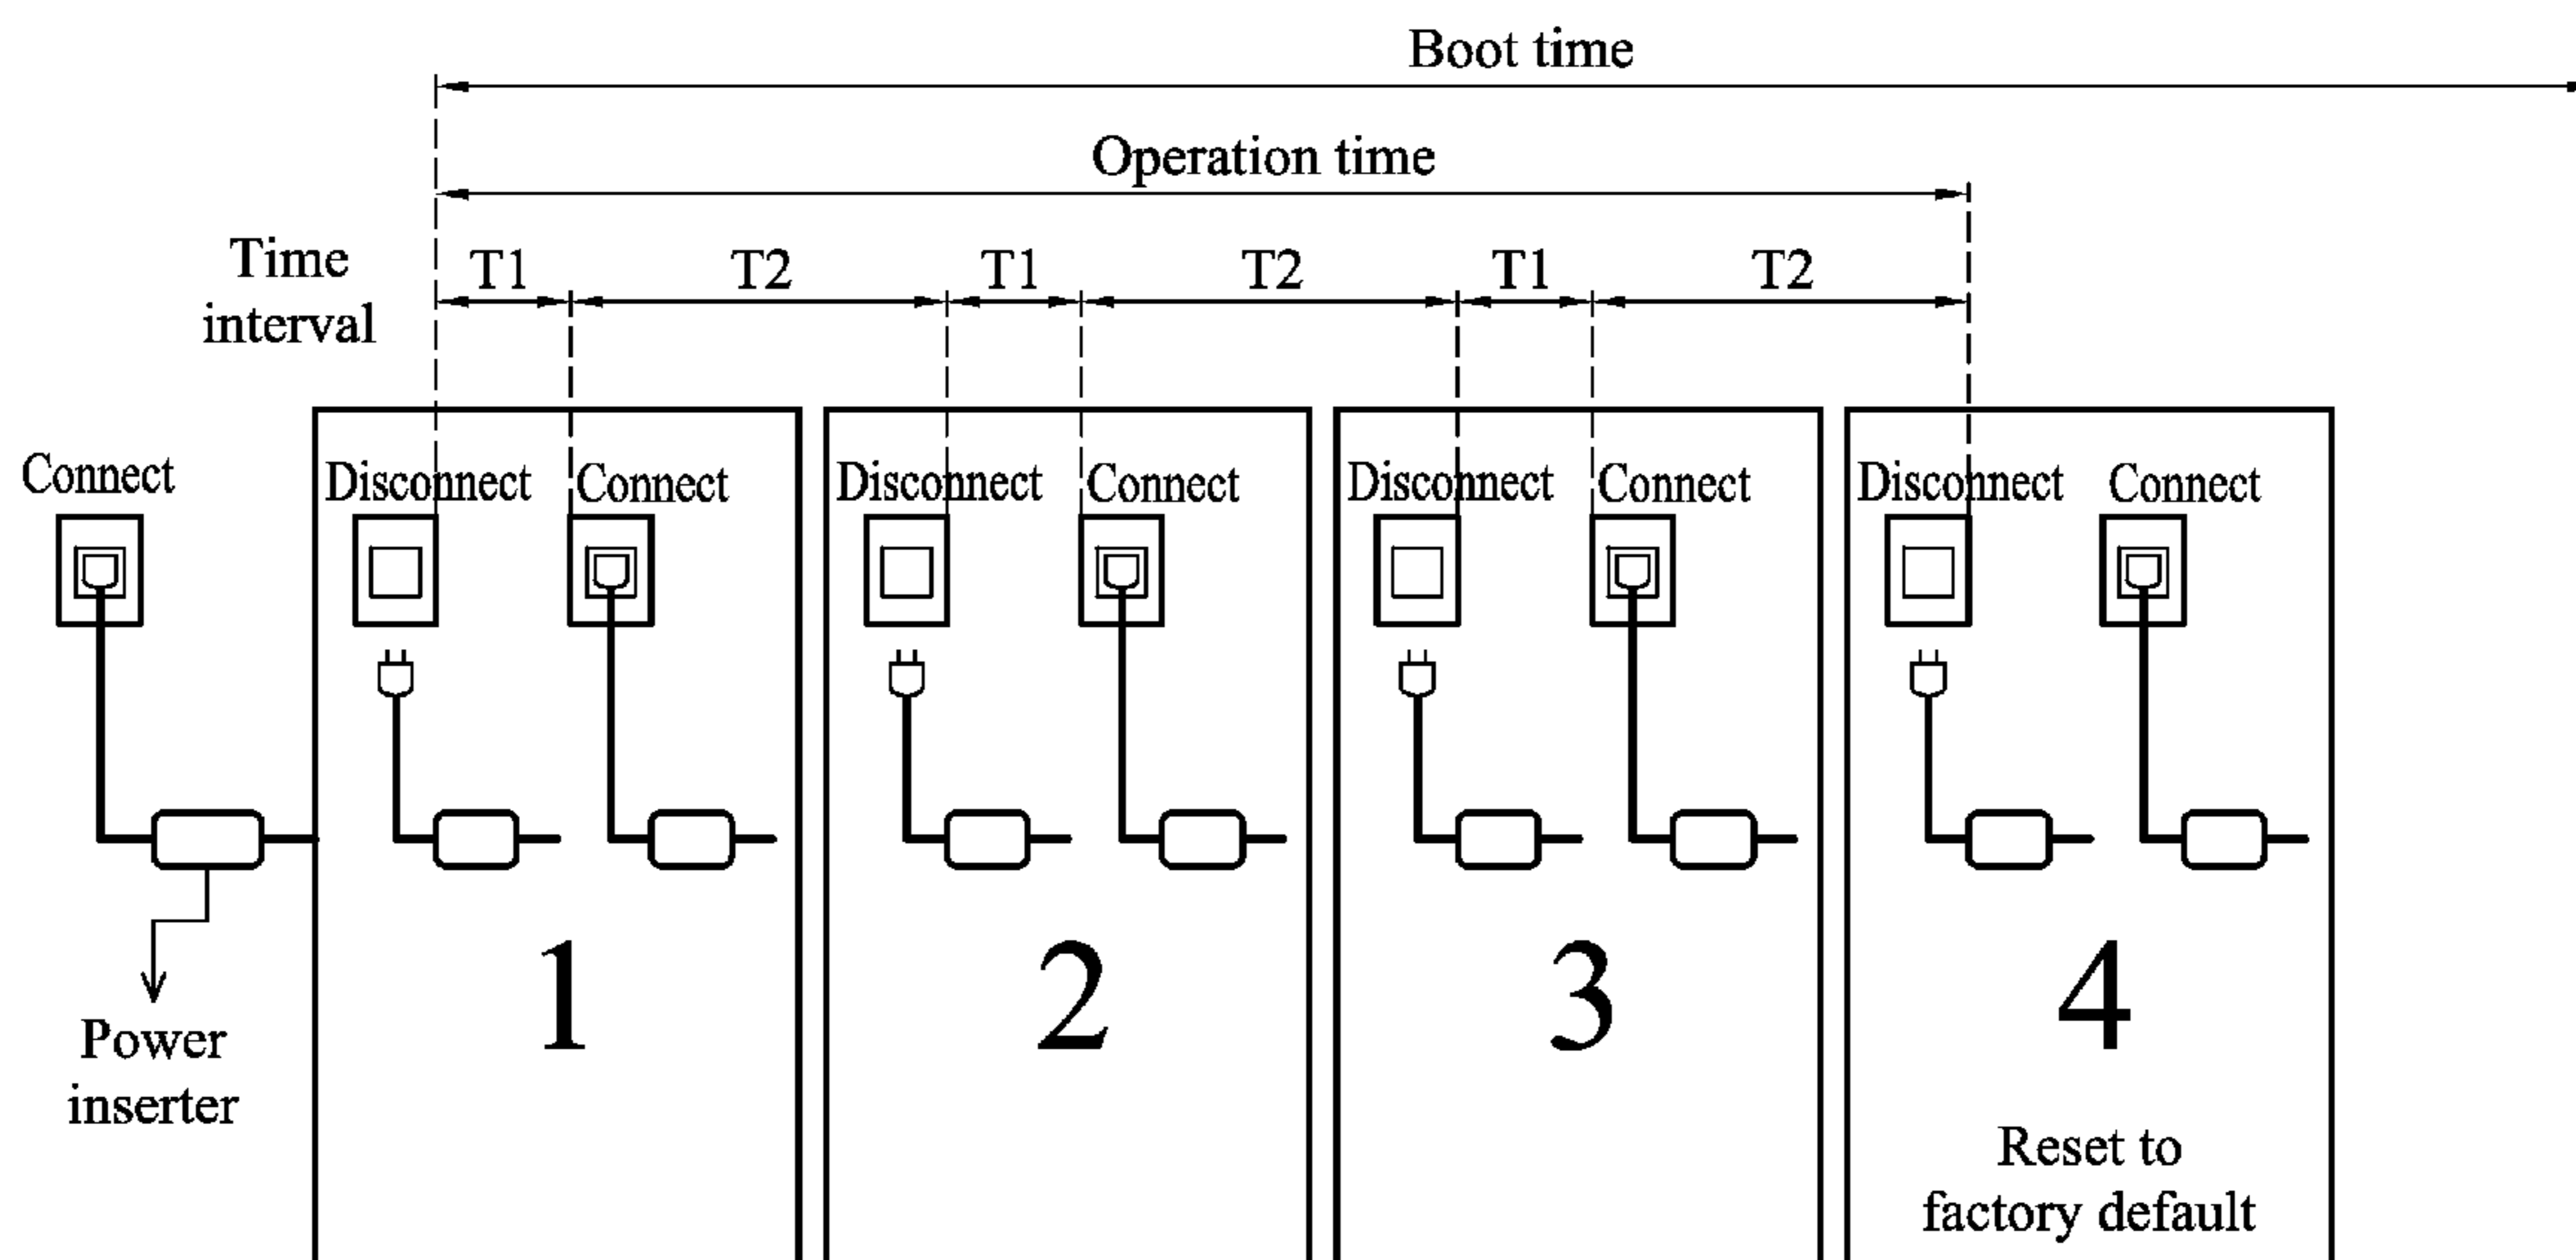 Boot time
Operation time
Time
interval
T1 T2 T1 T2 T1 T2
Connect Disconnect Connect Disconnect Connect Disconnect Connect Disconnect Connect
1 2 3 4
Power
inserter
Reset to
factory default